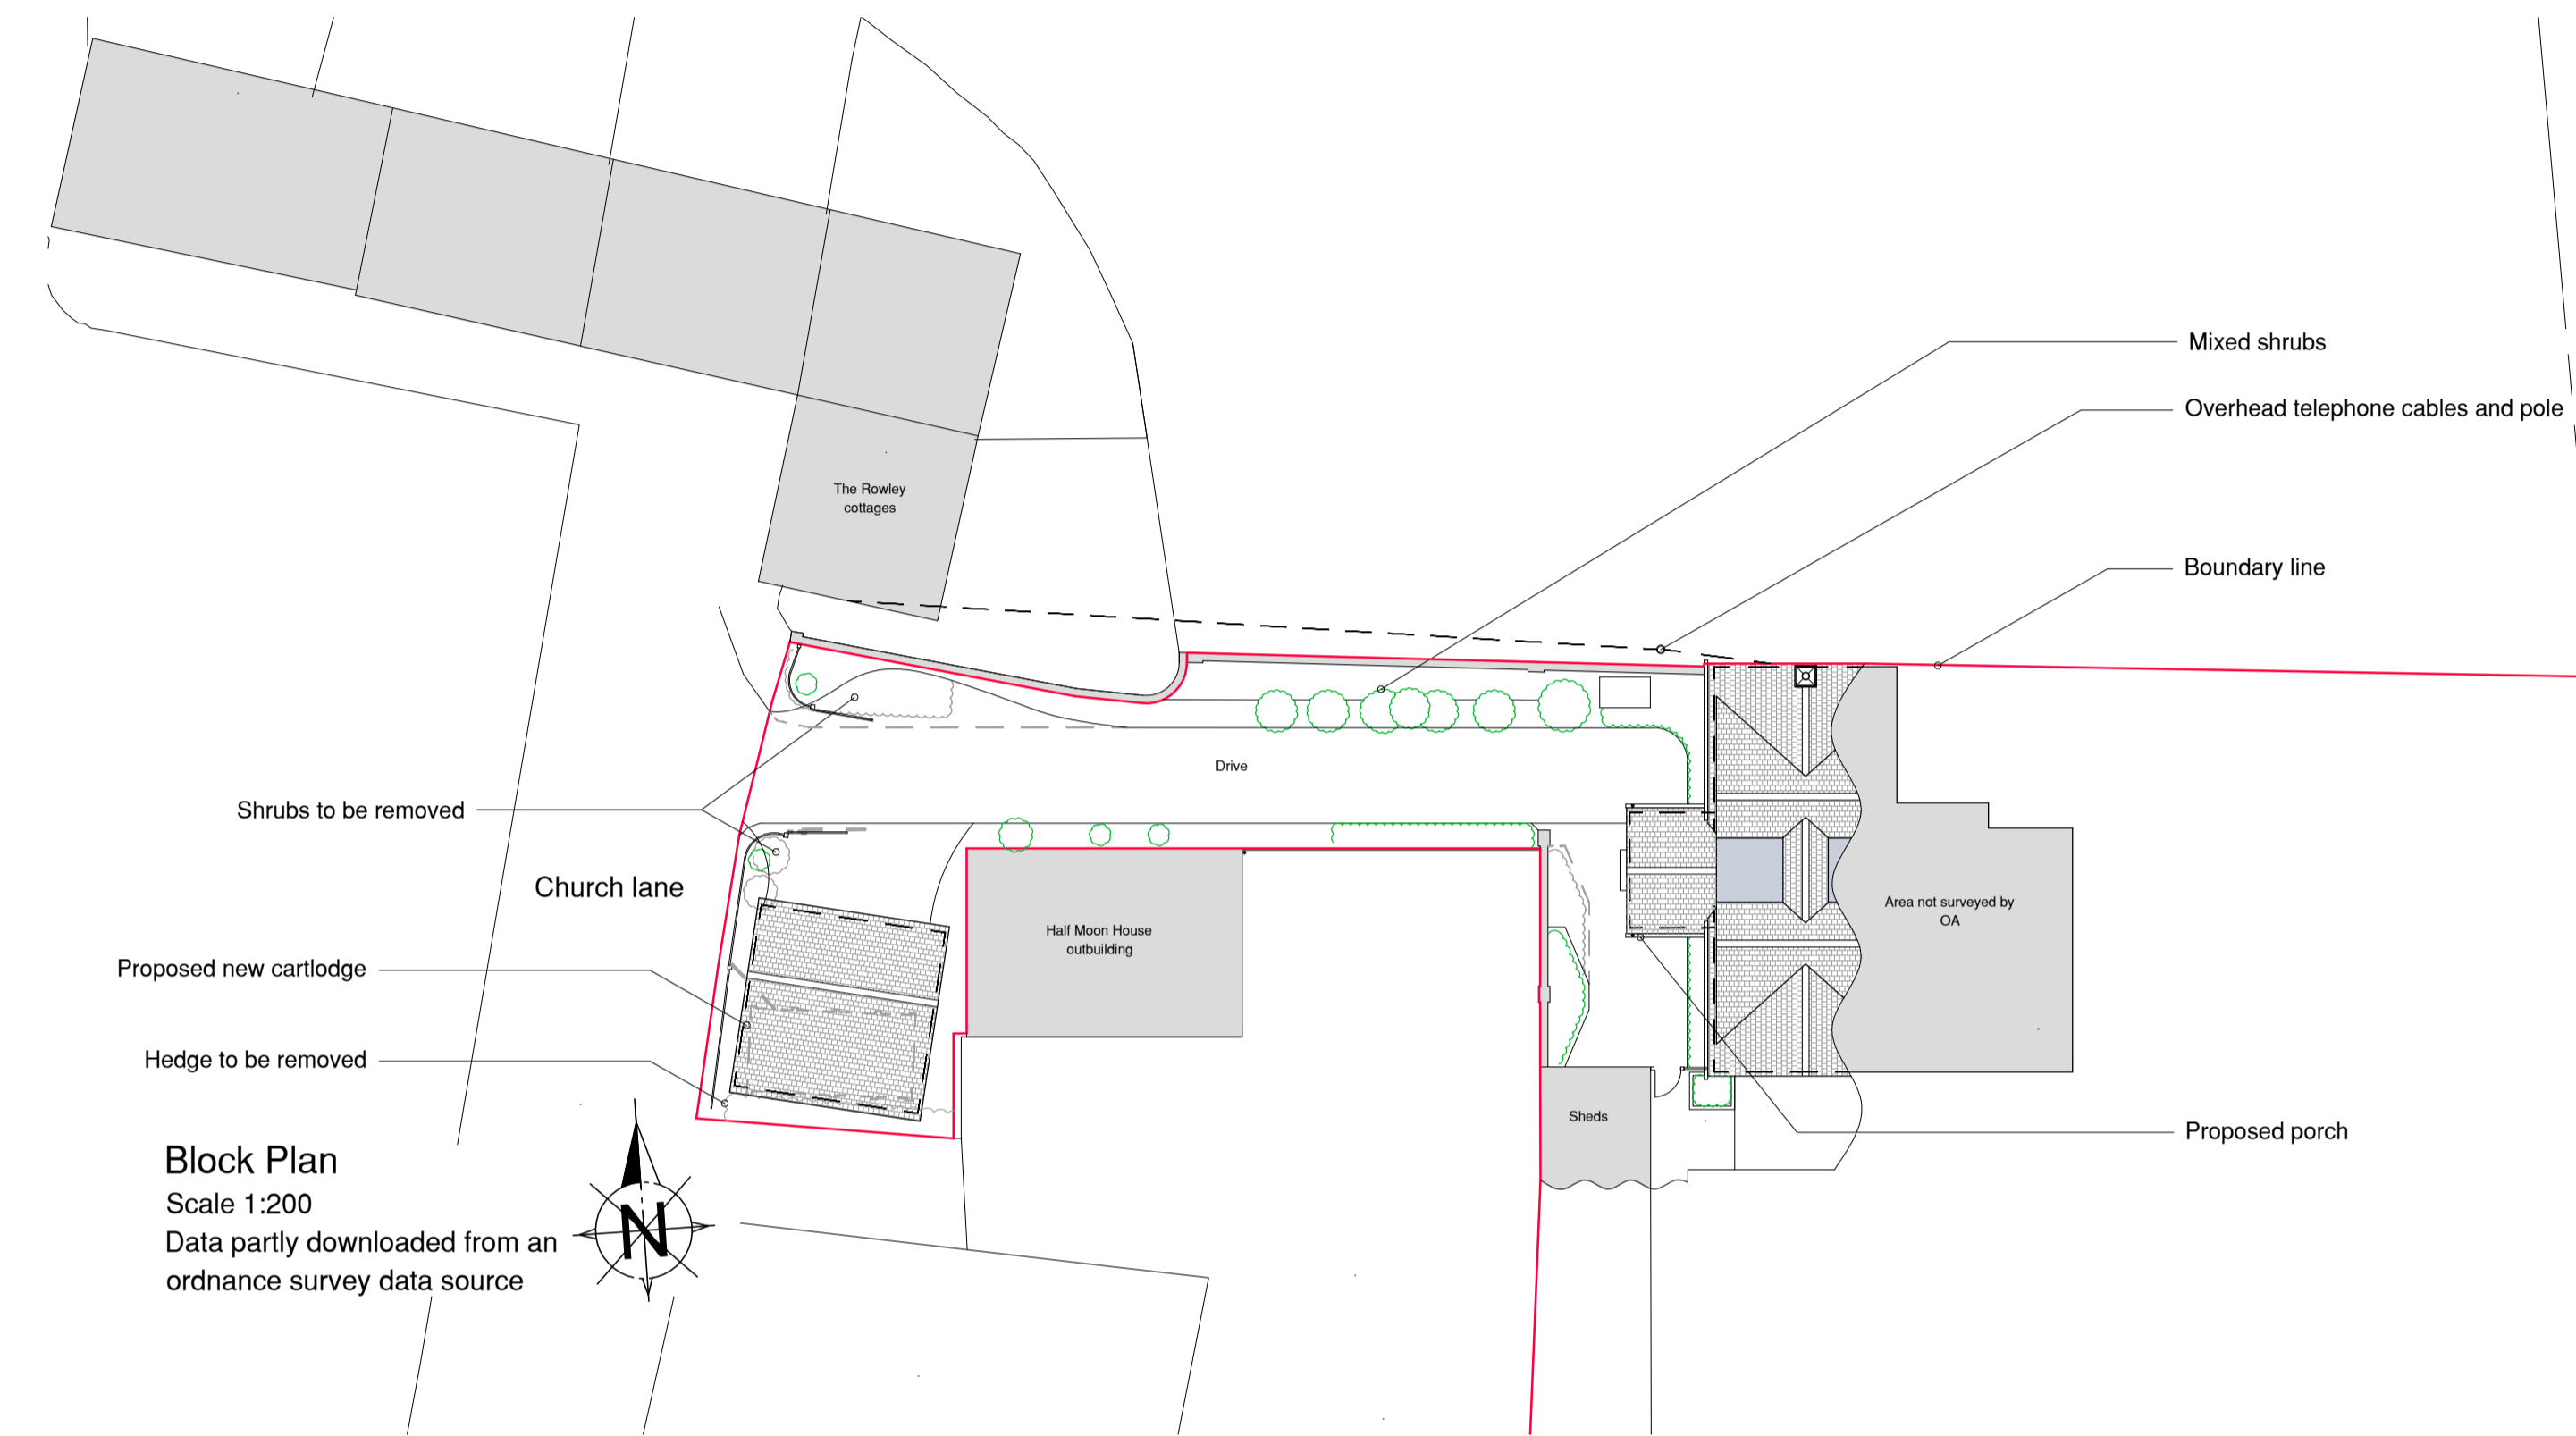 Mixed shrubs
Overhead telephone cables and pole
The Rowley
cottages
Boundary line
Drive
Shrubs to be removed
Church lane
Area not surveyed by
OA
Half Moon House
outbuilding
Proposed new cartlodge
Hedge to be removed
Sheds
Proposed porch
Block Plan
Scale 1:200
Data partly downloaded from an
ordnance survey data source
N